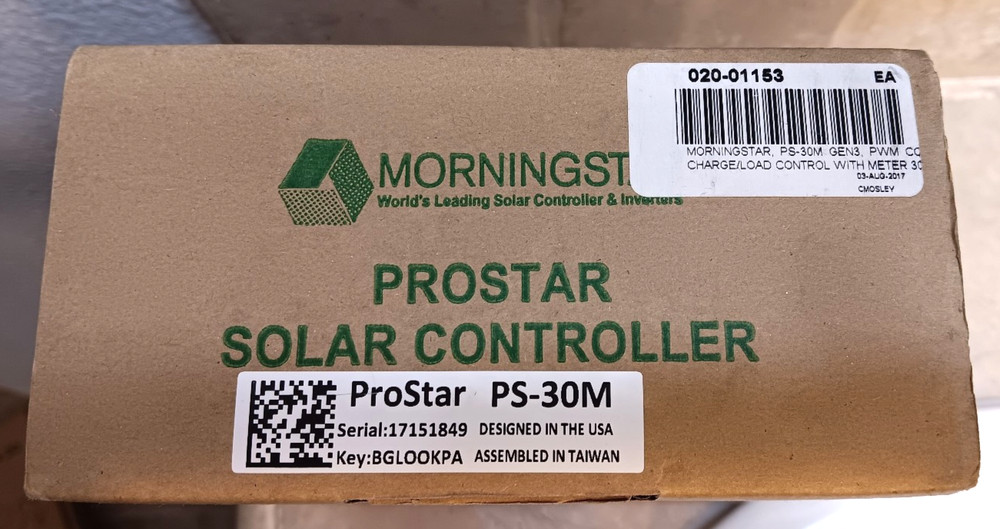 020-01153 EA
MORNINGSTAR, PS-30M GEN3, PWM CO
CHARGE/LOAD CONTROL WITH METER 30
03-AUG-2017
CMOSLEY
MORNINGST
World's Leading Solar Controller & Inverters
PROSTAR
SOLAR CONTROLLER
ProStar PS-30M
Serial:17151849 DESIGNED IN THE USA
Key:BGLOOKPA ASSEMBLED IN TAIWAN